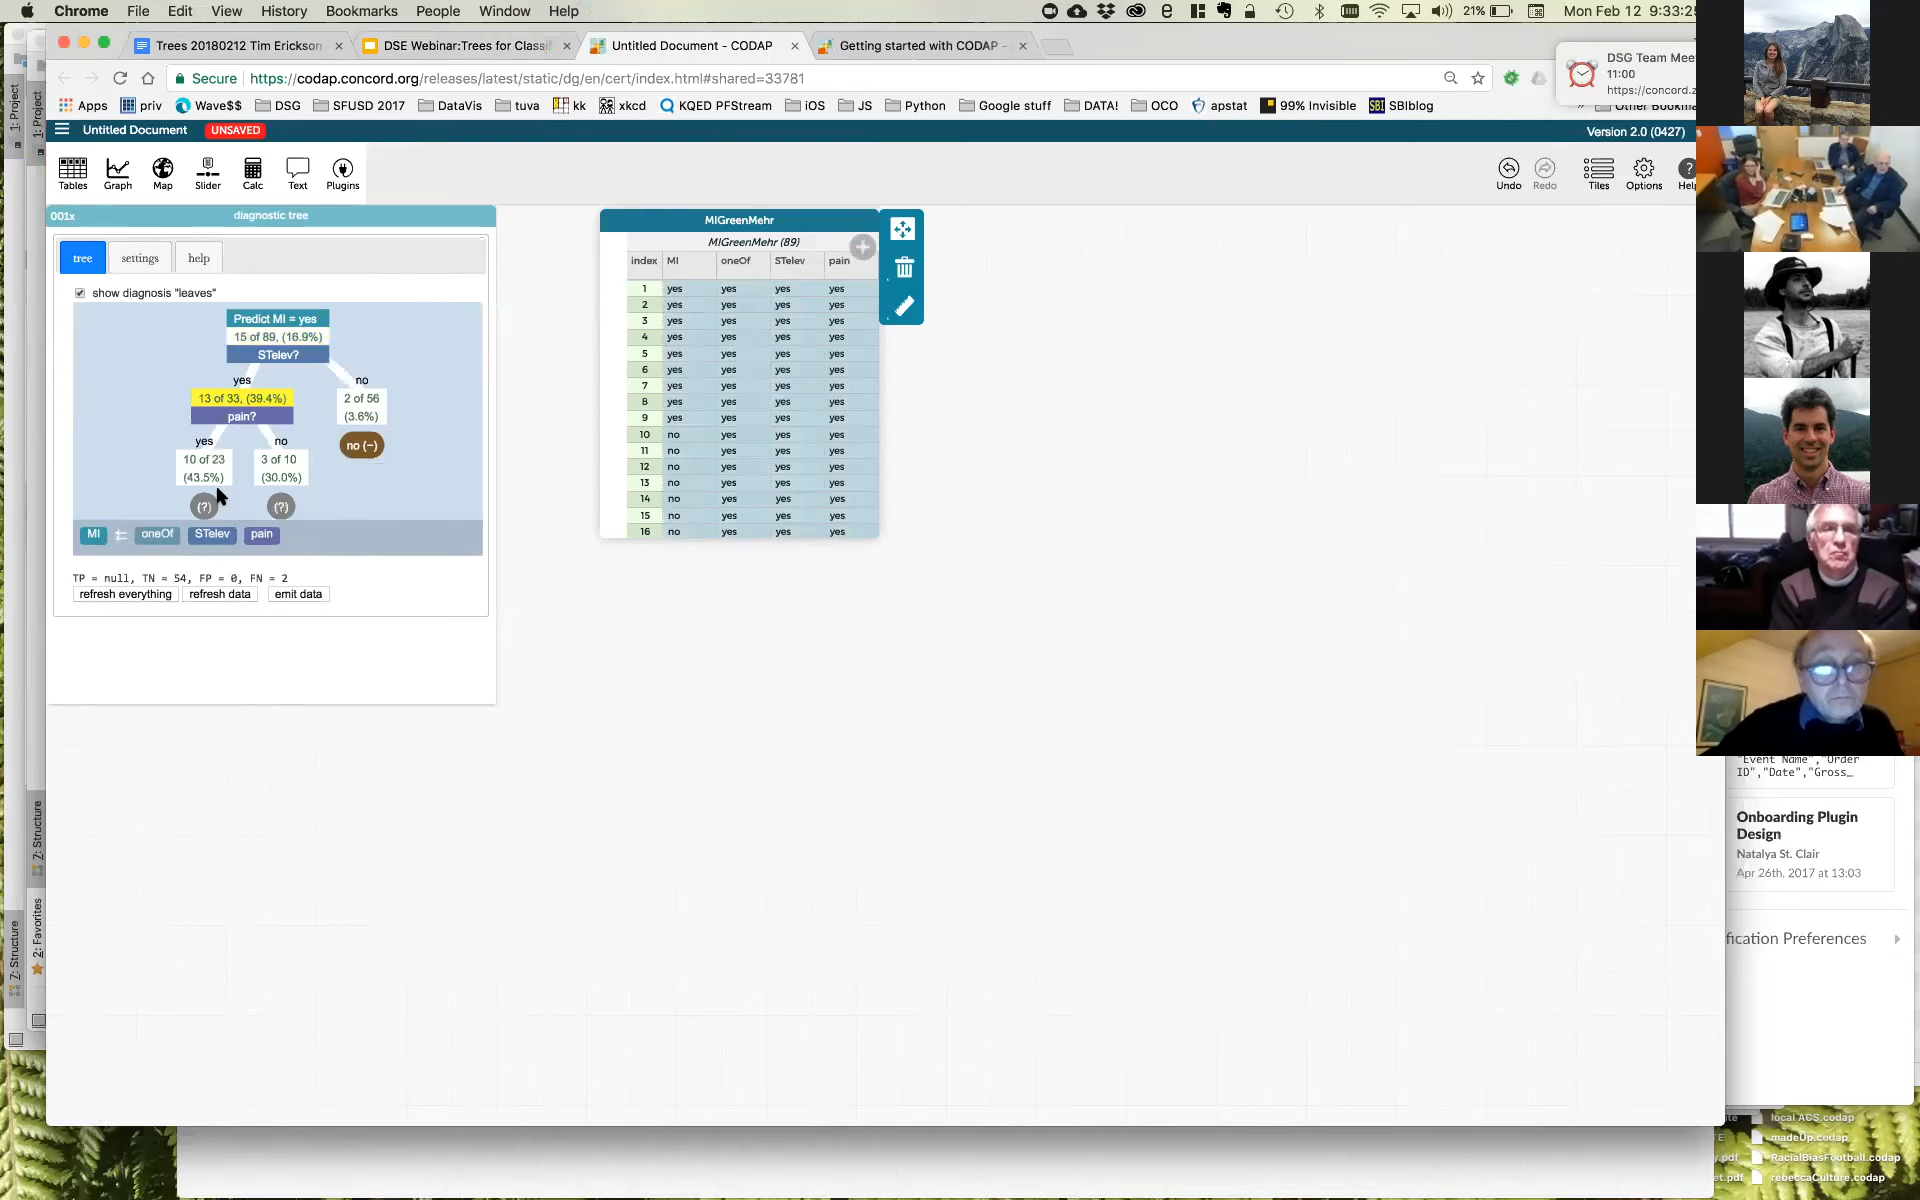 Chrome File Edit View History Bookmarks People Window Help
21% Mon Feb 12 9:33:25
Trees 20180212 Tim Erickson
DSE Webinar:Trees for Classif
Untitled Document - CODAP
Getting started with CODAP -
Secure https://codap.concord.org/releases/latest/static/dg/en/cert/index.html#shared=33781
DSG Team Mee
11:00
https://concord.z
Apps priv Wave$$ DSG SFUSD 2017 DataVis tuva kk xkcd KQED PFStream iOS JS Python Google stuff DATA! OCO apstat 99% Invisible SBIblog Other Bookma
Untitled Document UNSAVED Version 2.0 (0427)
Tables Graph Map Slider Calc Text Plugins Undo Redo Tiles Options Help
001x diagnostic tree
tree settings help
show diagnosis "leaves"
Predict MI = yes
15 of 89, (16.9%)
STelev?
yes no
13 of 33, (39.4%)
pain?
2 of 56
(3.6%)
no (−)
yes no
10 of 23
(43.5%)
3 of 10
(30.0%)
(?) (?)
MI oneOf STelev pain
TP = null, TN = 54, FP = 0, FN = 2
refresh everything refresh data emit data
MIGreenMehr
MIGreenMehr (89)
index MI oneOf STelev pain
1 yes yes yes yes
2 yes yes yes yes
3 yes yes yes yes
4 yes yes yes yes
5 yes yes yes yes
6 yes yes yes yes
7 yes yes yes yes
8 yes yes yes yes
9 yes yes yes yes
10 no yes yes yes
11 no yes yes yes
12 no yes yes yes
13 no yes yes yes
14 no yes yes yes
15 no yes yes yes
16 no yes yes yes
1: Project
1: Project
7: Structure
2: Favorites
7: Structure
"Event Name","Order
ID","Date","Gross…
Onboarding Plugin
Design
Natalya St. Clair
Apr 26th, 2017 at 13:03
fication Preferences
local ACS.codap
madeUp.codap
RacialBiasFootball.codap
rebeccaCulture.codap